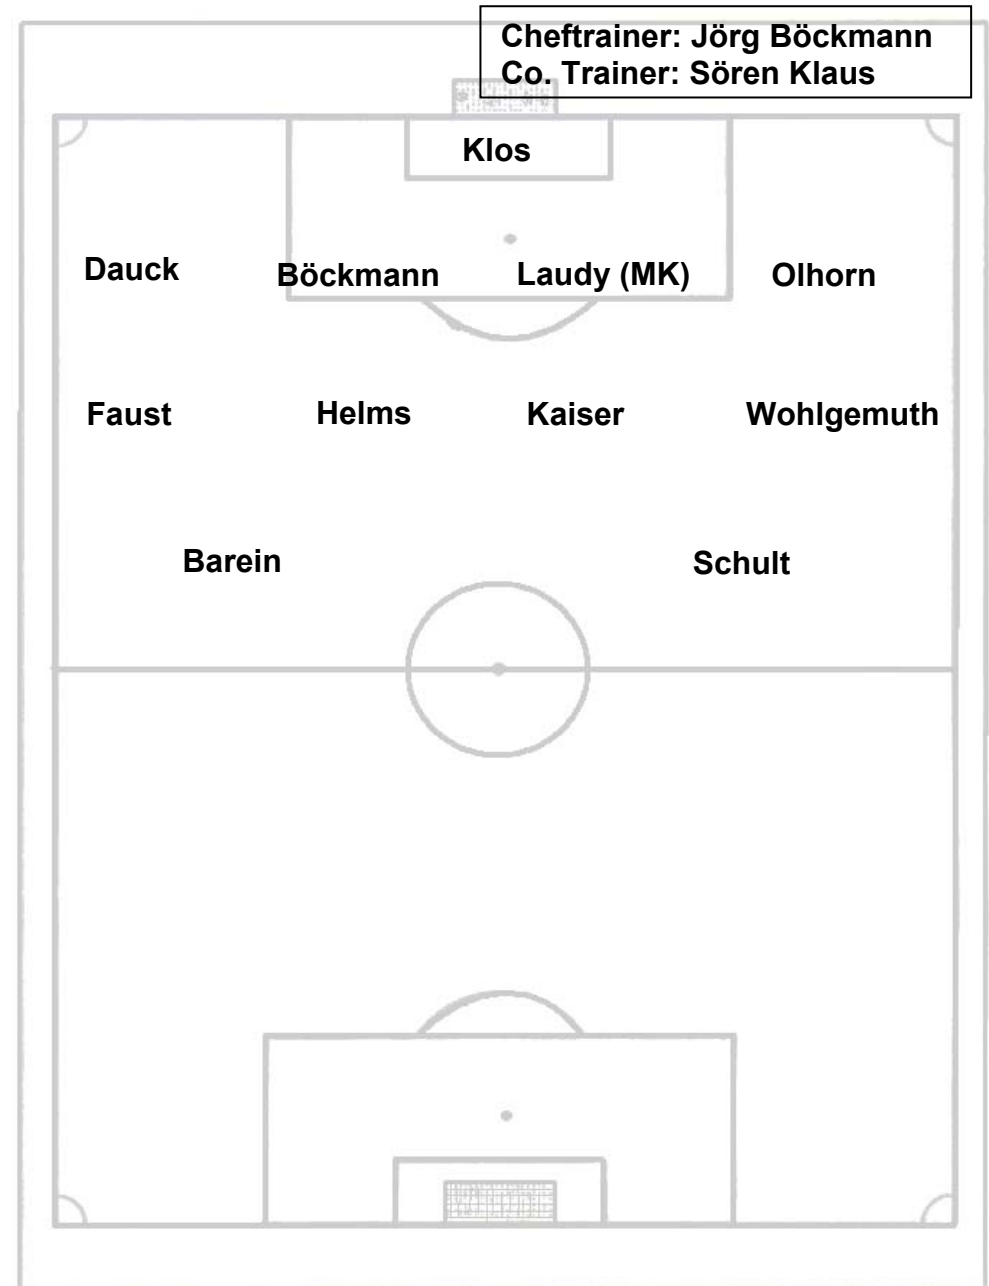 Cheftrainer: Jörg Böckmann
Co. Trainer: Sören Klaus
Klos
Dauck Böckmann Laudy (MK) Olhorn
Faust Helms Kaiser Wohlgemuth
Barein Schult